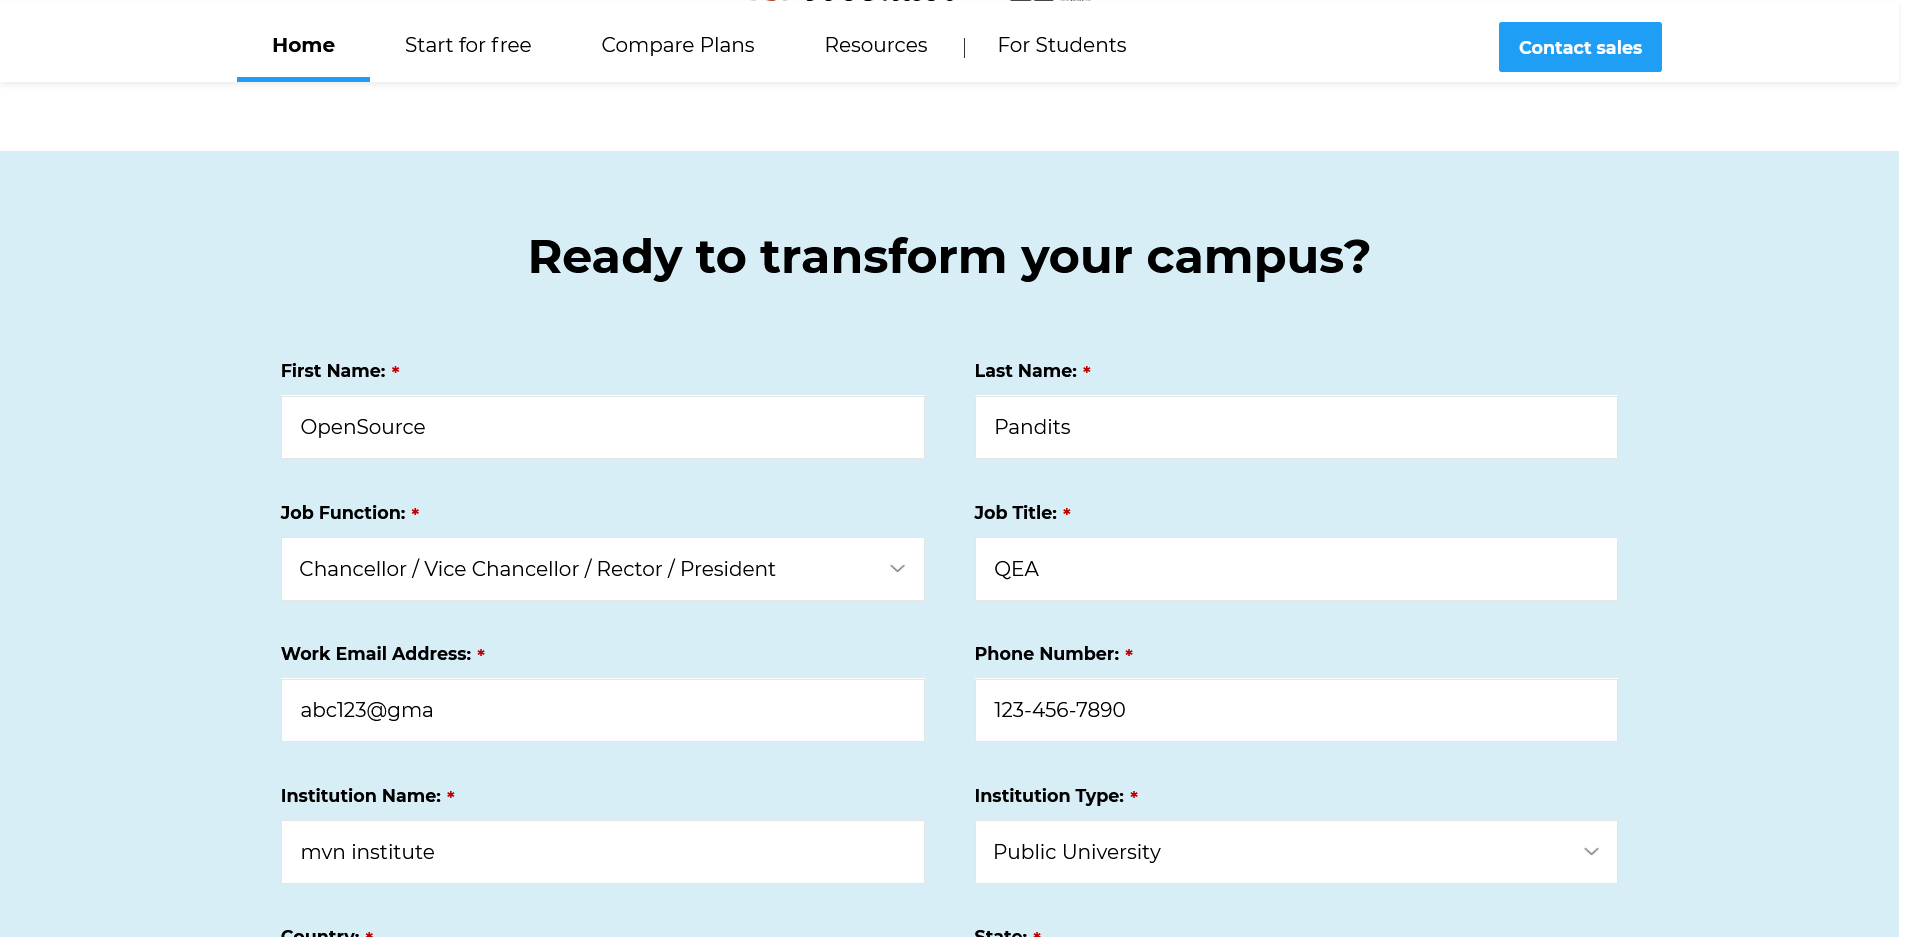 Home Start for free Compare Plans Resources | For Students Contact sales
Ready to transform your campus?
First Name: * Last Name: *
OpenSource Pandits
Job Function: * Job Title: *
Chancellor / Vice Chancellor / Rector / President QEA
Work Email Address: * Phone Number: *
abc123@gma 123-456-7890
Institution Name: * Institution Type: *
mvn institute Public University
Country: * State: *